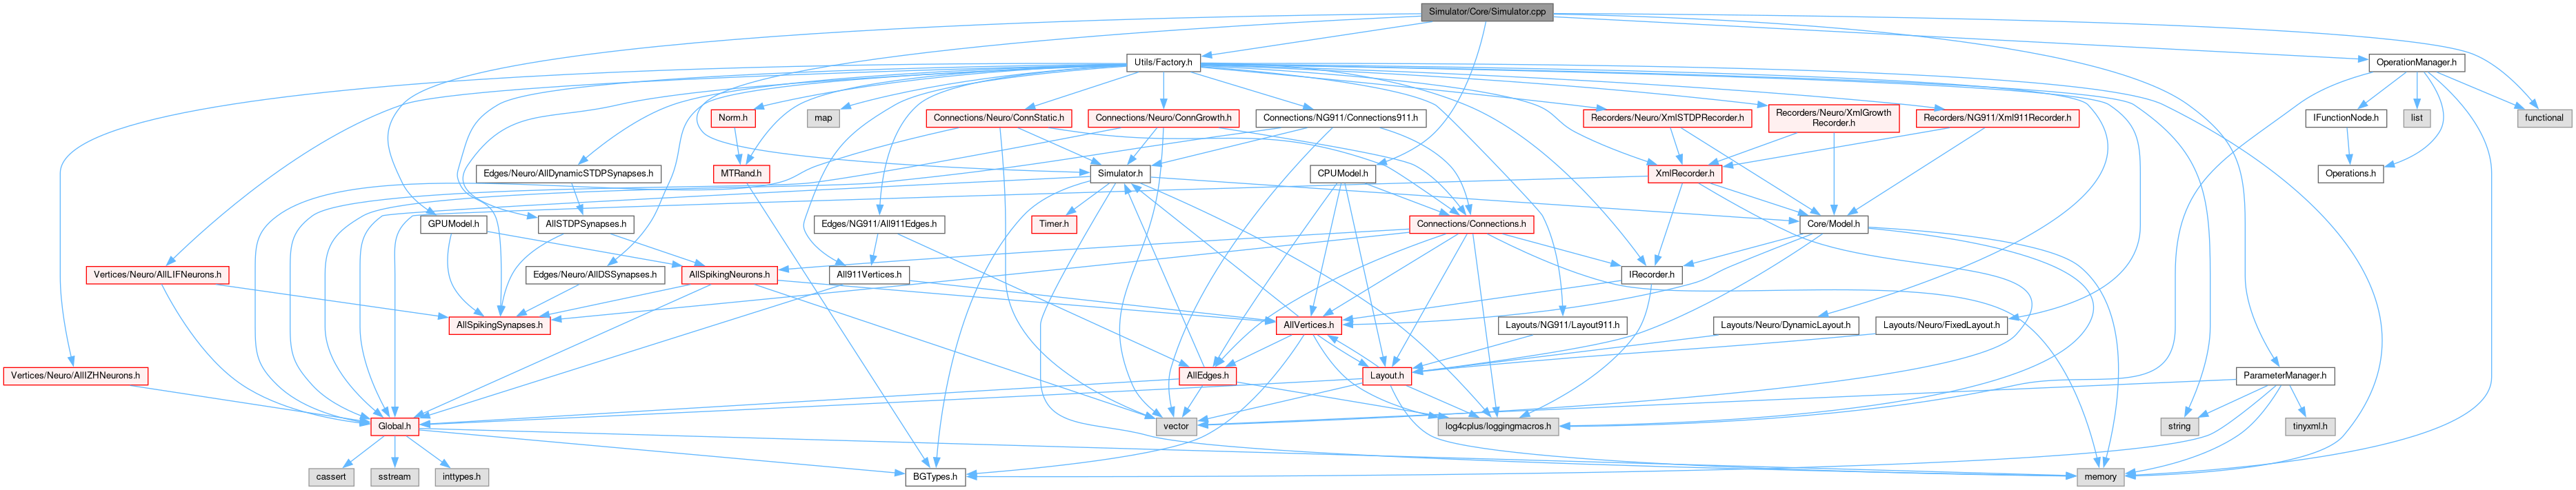 Simulator/Core/Simulator.cpp
Utils/Factory.h
OperationManager.h
Norm.h
map
Connections/Neuro/ConnStatic.h
Connections/Neuro/ConnGrowth.h
Connections/NG911/Connections911.h
Recorders/Neuro/XmlSTDPRecorder.h
Recorders/Neuro/XmlGrowth
Recorder.h
Recorders/NG911/Xml911Recorder.h
IFunctionNode.h
list
functional
Edges/Neuro/AllDynamicSTDPSynapses.h
MTRand.h
Simulator.h
CPUModel.h
XmlRecorder.h
Operations.h
GPUModel.h
AllSTDPSynapses.h
Edges/NG911/All911Edges.h
Timer.h
Connections/Connections.h
Core/Model.h
Vertices/Neuro/AllLIFNeurons.h
Edges/Neuro/AllDSSynapses.h
AllSpikingNeurons.h
All911Vertices.h
IRecorder.h
AllSpikingSynapses.h
AllVertices.h
Layouts/NG911/Layout911.h
Layouts/Neuro/DynamicLayout.h
Layouts/Neuro/FixedLayout.h
Vertices/Neuro/AllIZHNeurons.h
AllEdges.h
Layout.h
ParameterManager.h
Global.h
vector
log4cplus/loggingmacros.h
string
tinyxml.h
cassert
sstream
inttypes.h
BGTypes.h
memory